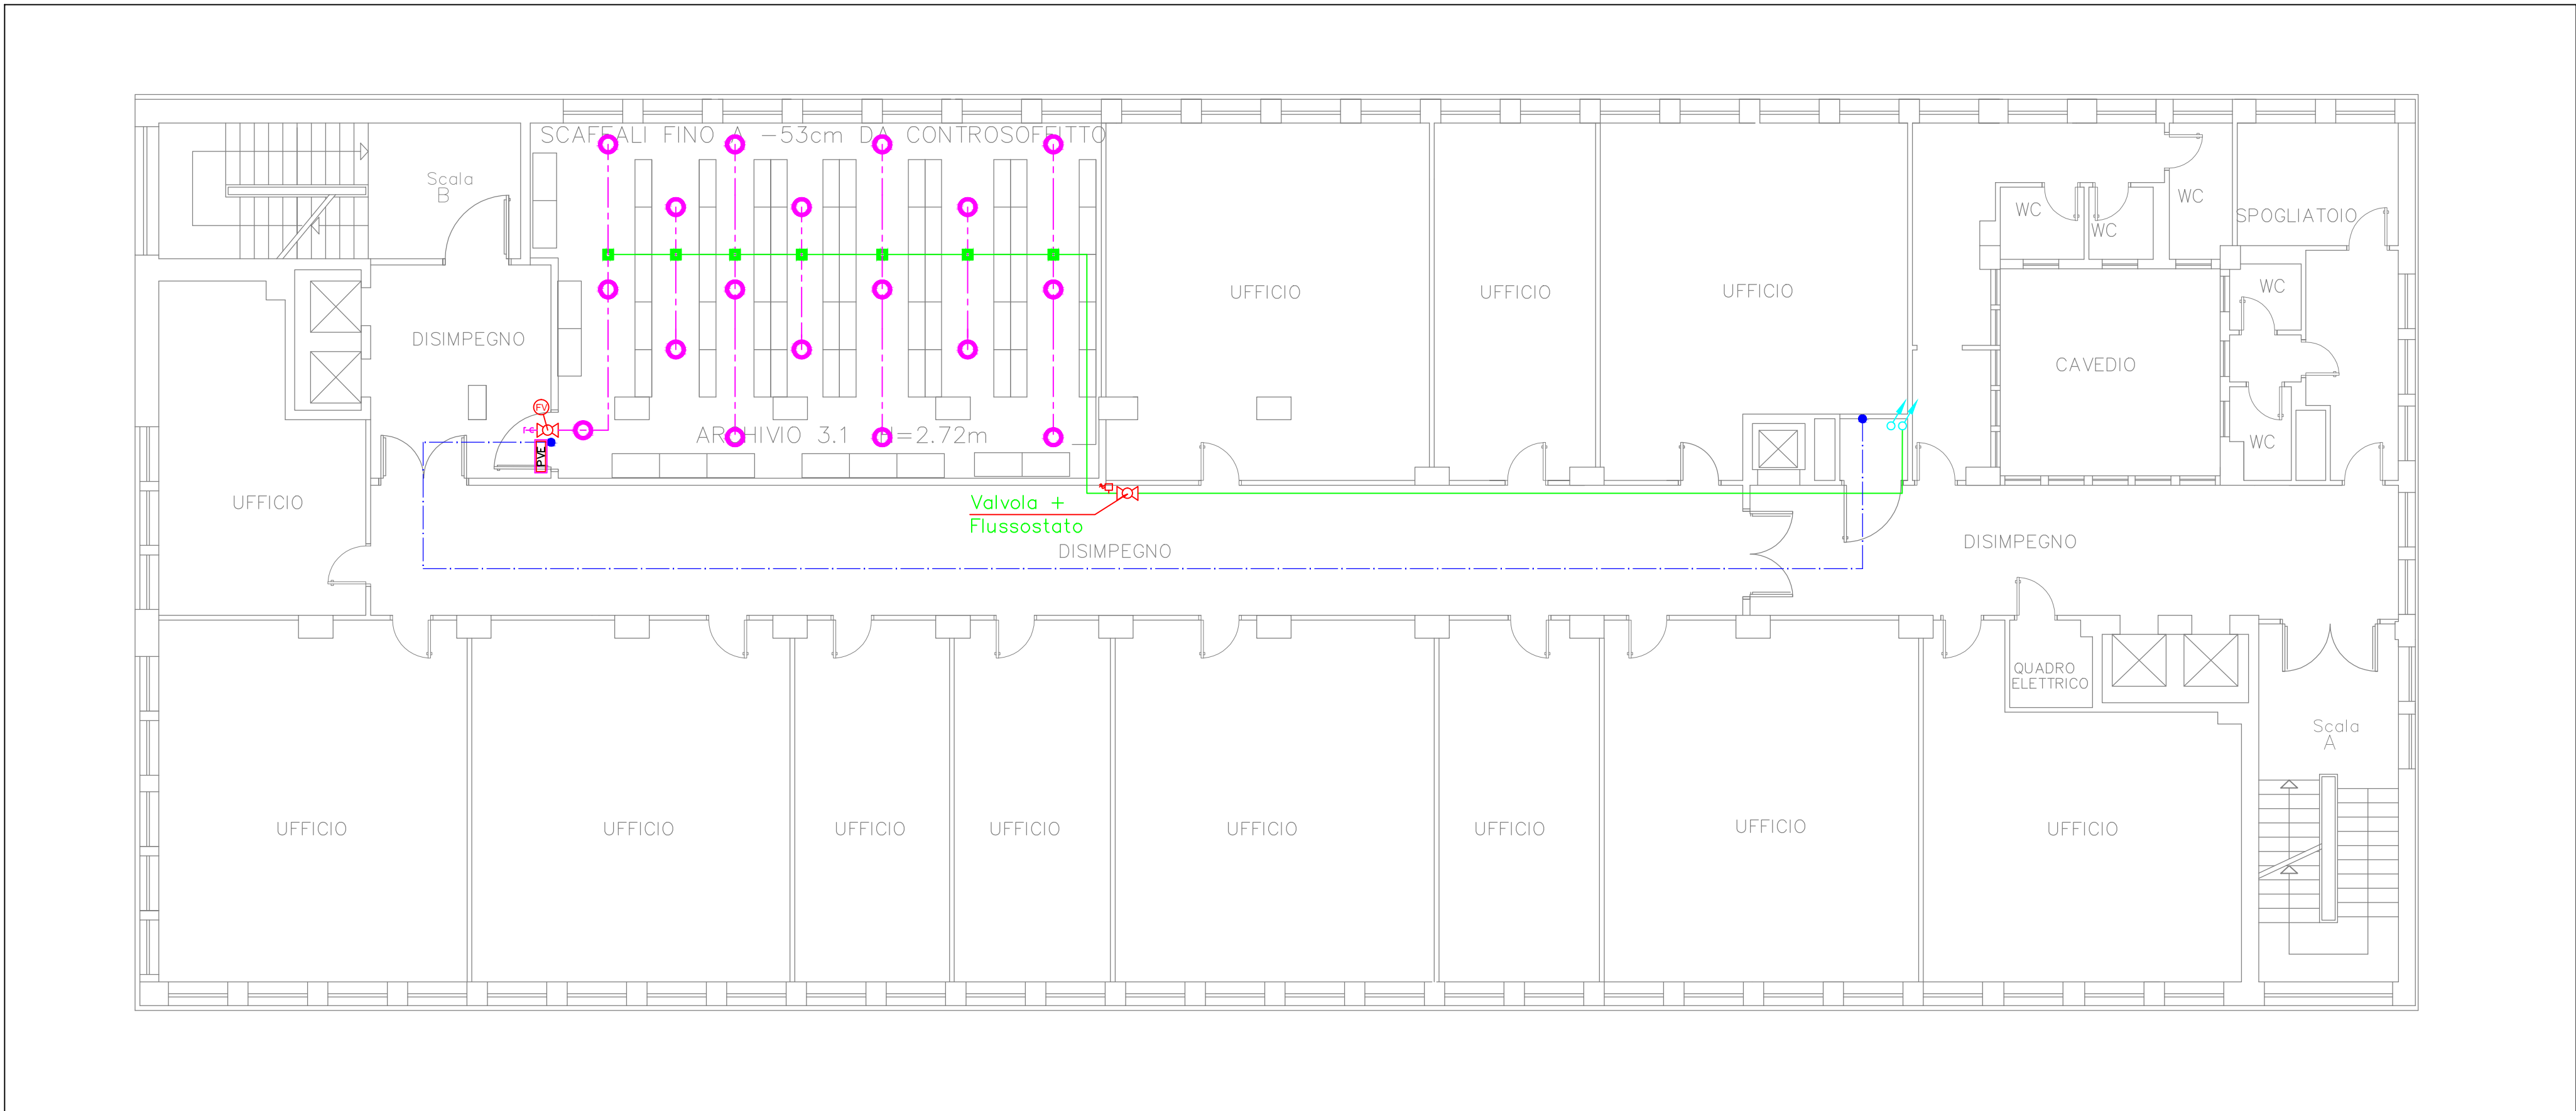 SCAFFALI FINO A -53cm DA CONTROSOFFITTO
Scala
B
WC
WC
WC
SPOGLIATOIO
UFFICIO
UFFICIO
UFFICIO
WC
DISIMPEGNO
CAVEDIO
FV
ARCHIVIO 3.1 H=2.72m
PVE
WC
UFFICIO
Valvola +
Flussostato
DISIMPEGNO
DISIMPEGNO
QUADRO
ELETTRICO
Scala
A
UFFICIO
UFFICIO
UFFICIO
UFFICIO
UFFICIO
UFFICIO
UFFICIO
UFFICIO